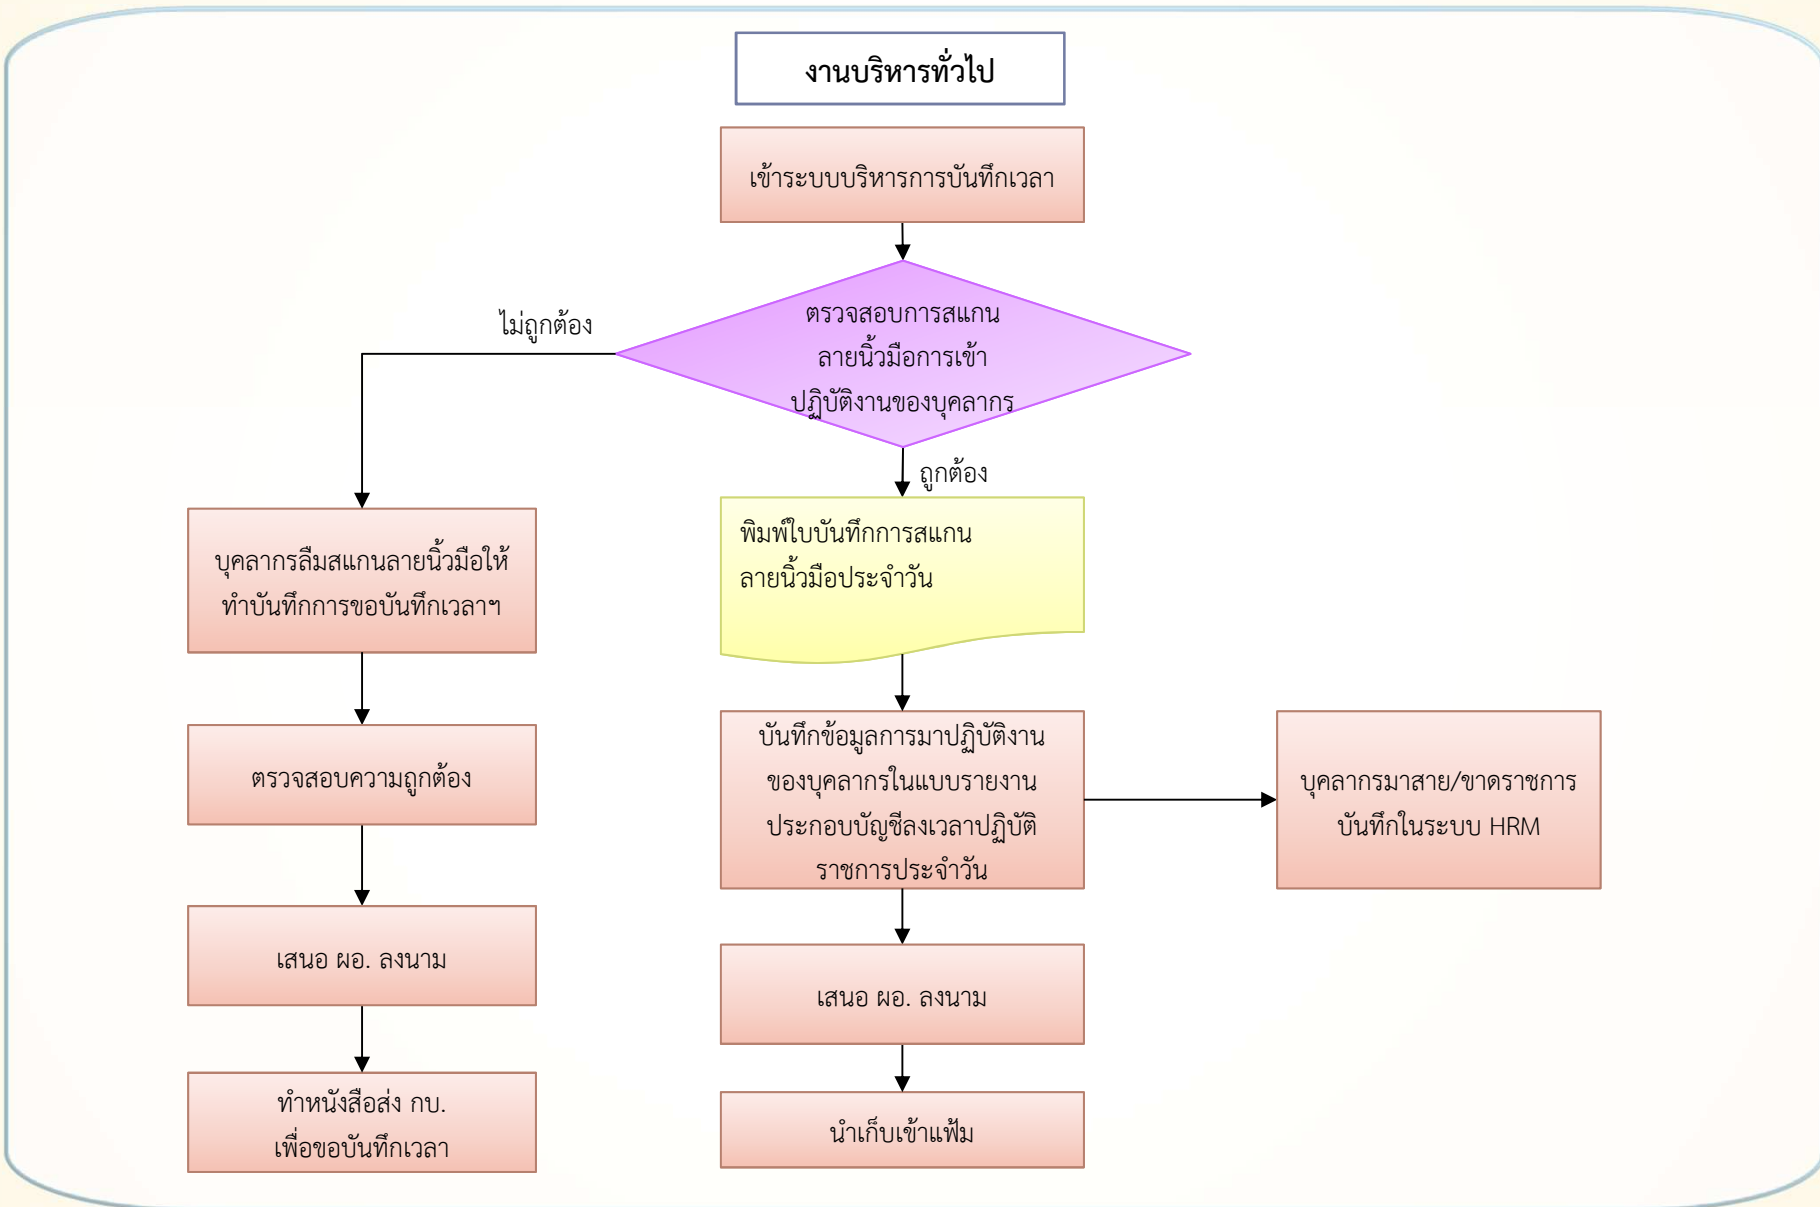 งานบริหารทั่วไป
เข้าระบบบริหารการบันทึกเวลา
ตรวจสอบการสแกน
ลายนิ้วมือการเข้า
ปฏิบัติงานของบุคลากร
ไม่ถูกต้อง
ถูกต้อง
บุคลากรลืมสแกนลายนิ้วมือให้
ทำบันทึกการขอบันทึกเวลาฯ
ตรวจสอบความถูกต้อง
เสนอ ผอ. ลงนาม
ทำหนังสือส่ง กบ.
เพื่อขอบันทึกเวลา
พิมพ์ใบบันทึกการสแกน
ลายนิ้วมือประจำวัน
บันทึกข้อมูลการมาปฏิบัติงาน
ของบุคลากรในแบบรายงาน
ประกอบบัญชีลงเวลาปฏิบัติ
ราชการประจำวัน
เสนอ ผอ. ลงนาม
นำเก็บเข้าแฟ้ม
บุคลากรมาสาย/ขาดราชการ
บันทึกในระบบ HRM